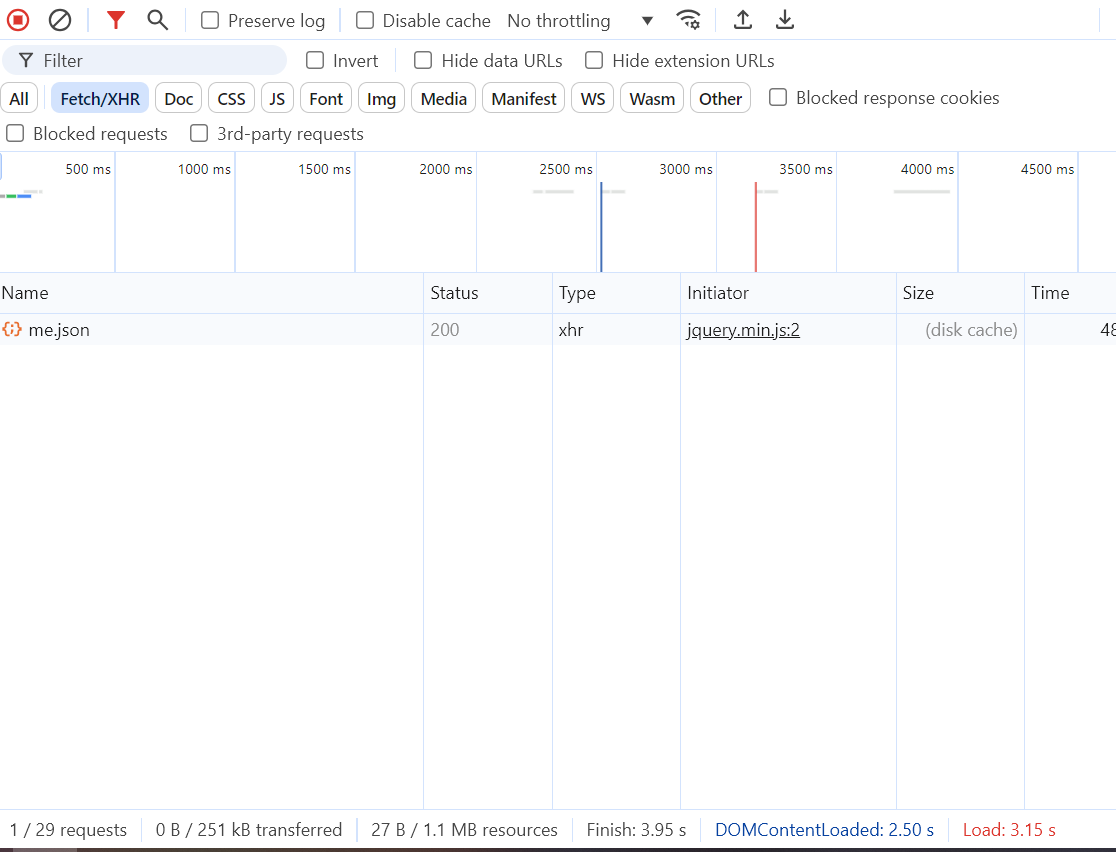 Preserve log Disable cache No throttling
Filter Invert Hide data URLs Hide extension URLs
All Fetch/XHR Doc CSS JS Font Img Media Manifest WS Wasm Other Blocked response cookies
Blocked requests 3rd-party requests
500 ms 1000 ms 1500 ms 2000 ms 2500 ms 3000 ms 3500 ms 4000 ms 4500 ms
Name Status Type Initiator Size Time
me.json 200 xhr jquery.min.js:2 (disk cache) 48
1 / 29 requests 0 B / 251 kB transferred 27 B / 1.1 MB resources Finish: 3.95 s DOMContentLoaded: 2.50 s Load: 3.15 s